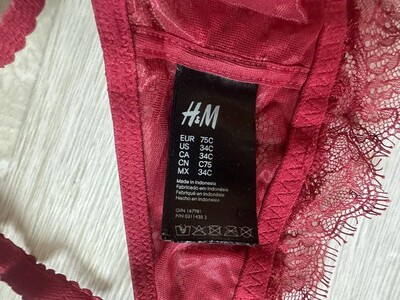 H&M
EUR 75C
US 34C
CA 34C
CN C75
MX 34C
Made in Indonesia
Fabricado en Indonesia
Fabriqué en Indonésie
Hecho en Indonesia